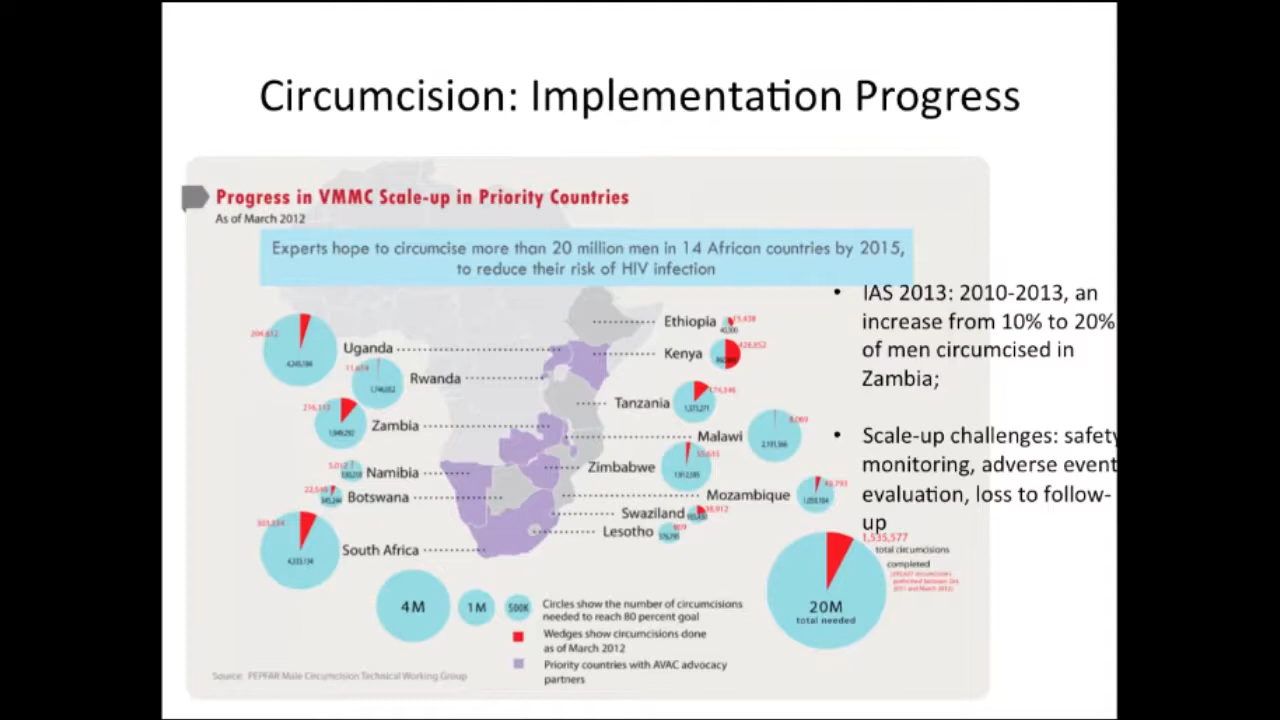 Circumcision: Implementation Progress
Progress in VMMC Scale-up in Priority Countries
As of March 2012
Experts hope to circumcise more than 20 million men in 14 African countries by 2015,
to reduce their risk of HIV infection
• IAS 2013: 2010-2013, an
increase from 10% to 20%
of men circumcised in
Zambia;
• Scale-up challenges: safety
monitoring, adverse event
evaluation, loss to follow-
up
Uganda
Rwanda
Zambia
Namibia
Botswana
South Africa
Ethiopia
Kenya
Tanzania
Malawi
Zimbabwe
Mozambique
Swaziland
Lesotho
1,535,577
total circumcisions
completed
20M
total needed
4M
1M
500K
Circles show the number of circumcisions
needed to reach 80 percent goal
Wedges show circumcisions done
as of March 2012
Priority countries with AVAC advocacy
partners
Source: PEPFAR Male Circumcision Technical Working Group